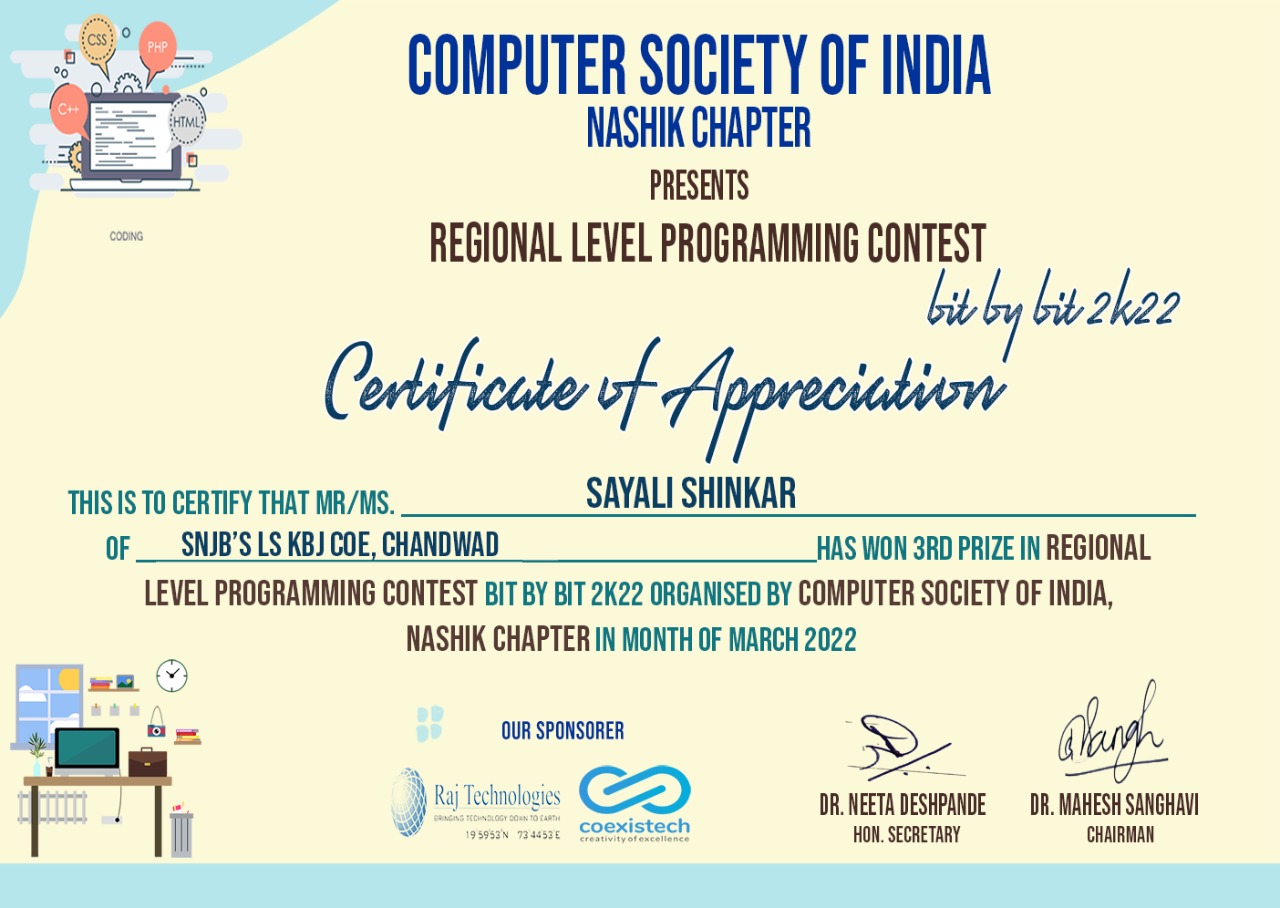 CSS
PHP
C++
HTML
CODING
COMPUTER SOCIETY OF INDIA
NASHIK CHAPTER
PRESENTS
REGIONAL LEVEL PROGRAMMING CONTEST
bit by bit 2k22
Certificate of Appreciation
THIS IS TO CERTIFY THAT MR/MS. SAYALI SHINKAR
OF SNJB'S LS KBJ COE, CHANDWAD HAS WON 3RD PRIZE IN REGIONAL
LEVEL PROGRAMMING CONTEST BIT BY BIT 2K22 ORGANISED BY COMPUTER SOCIETY OF INDIA,
NASHIK CHAPTER IN MONTH OF MARCH 2022
OUR SPONSORER
Raj Technologies
BRINGING TECHNOLOGY DOWN TO EARTH
19 5953'N 73 4453'E
coexistech
creativity of excellence
DR. NEETA DESHPANDE
HON. SECRETARY
DR. MAHESH SANGHAVI
CHAIRMAN